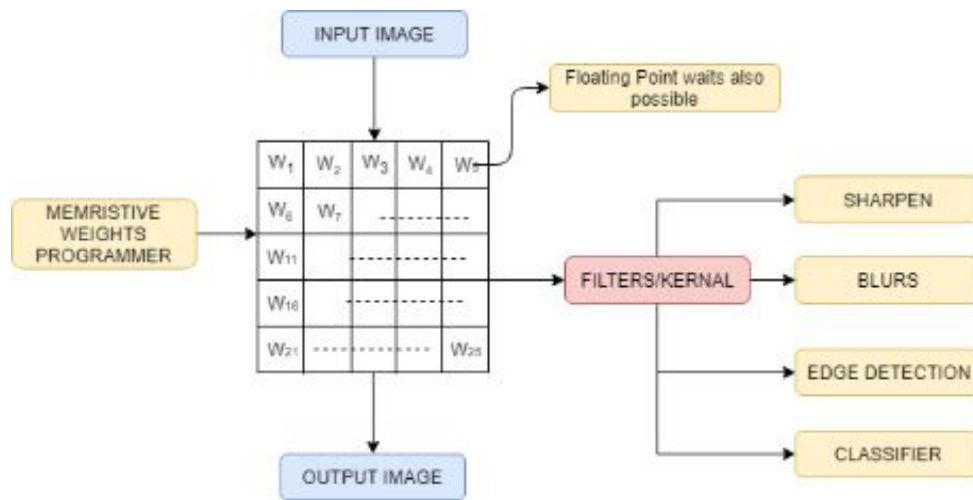 INPUT IMAGE
Floating Point waits also
possible
W1 W2 W3 W4 W5
W6 W7
W11
W16
W21 W25
MEMRISTIVE
WEIGHTS
PROGRAMMER
FILTERS/KERNAL
SHARPEN
BLURS
EDGE DETECTION
CLASSIFIER
OUTPUT IMAGE